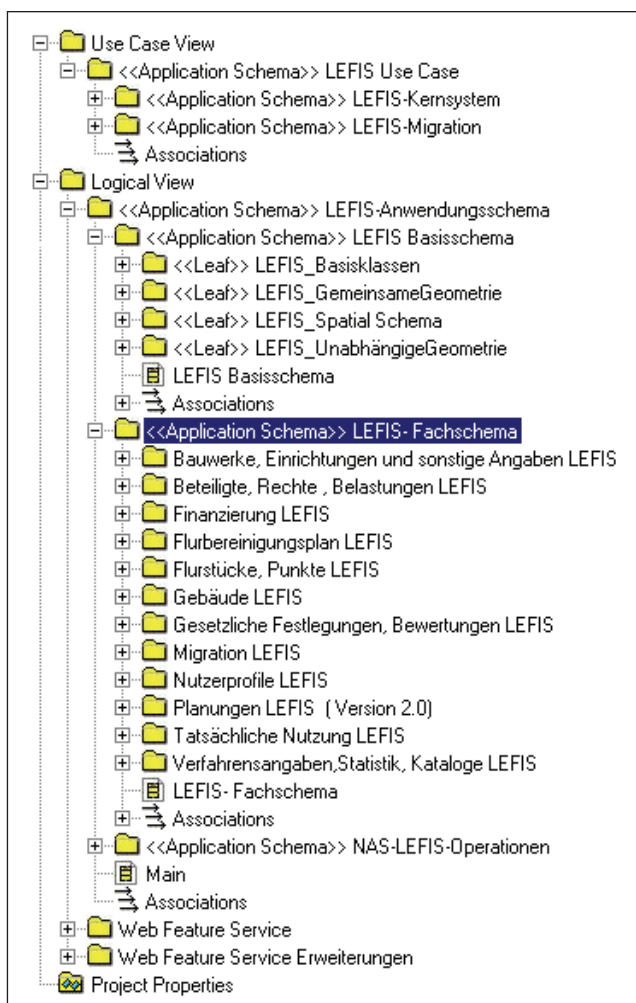 Use Case View
<<Application Schema>> LEFIS Use Case
<<Application Schema>> LEFIS-Kernsystem
<<Application Schema>> LEFIS-Migration
Associations
Logical View
<<Application Schema>> LEFIS-Anwendungsschema
<<Application Schema>> LEFIS Basisschema
<<Leaf>> LEFIS_Basisklassen
<<Leaf>> LEFIS_GemeinsameGeometrie
<<Leaf>> LEFIS_Spatial Schema
<<Leaf>> LEFIS_UnabhängigeGeometrie
LEFIS Basisschema
Associations
<<Application Schema>> LEFIS- Fachschema
Bauwerke, Einrichtungen und sonstige Angaben LEFIS
Beteiligte, Rechte , Belastungen LEFIS
Finanzierung LEFIS
Flurbereinigungsplan LEFIS
Flurstücke, Punkte LEFIS
Gebäude LEFIS
Gesetzliche Festlegungen, Bewertungen LEFIS
Migration LEFIS
Nutzerprofile LEFIS
Planungen LEFIS ( Version 2.0)
Tatsächliche Nutzung LEFIS
Verfahrensangaben,Statistik, Kataloge LEFIS
LEFIS- Fachschema
Associations
<<Application Schema>> NAS-LEFIS-Operationen
Main
Associations
Web Feature Service
Web Feature Service Erweiterungen
Project Properties